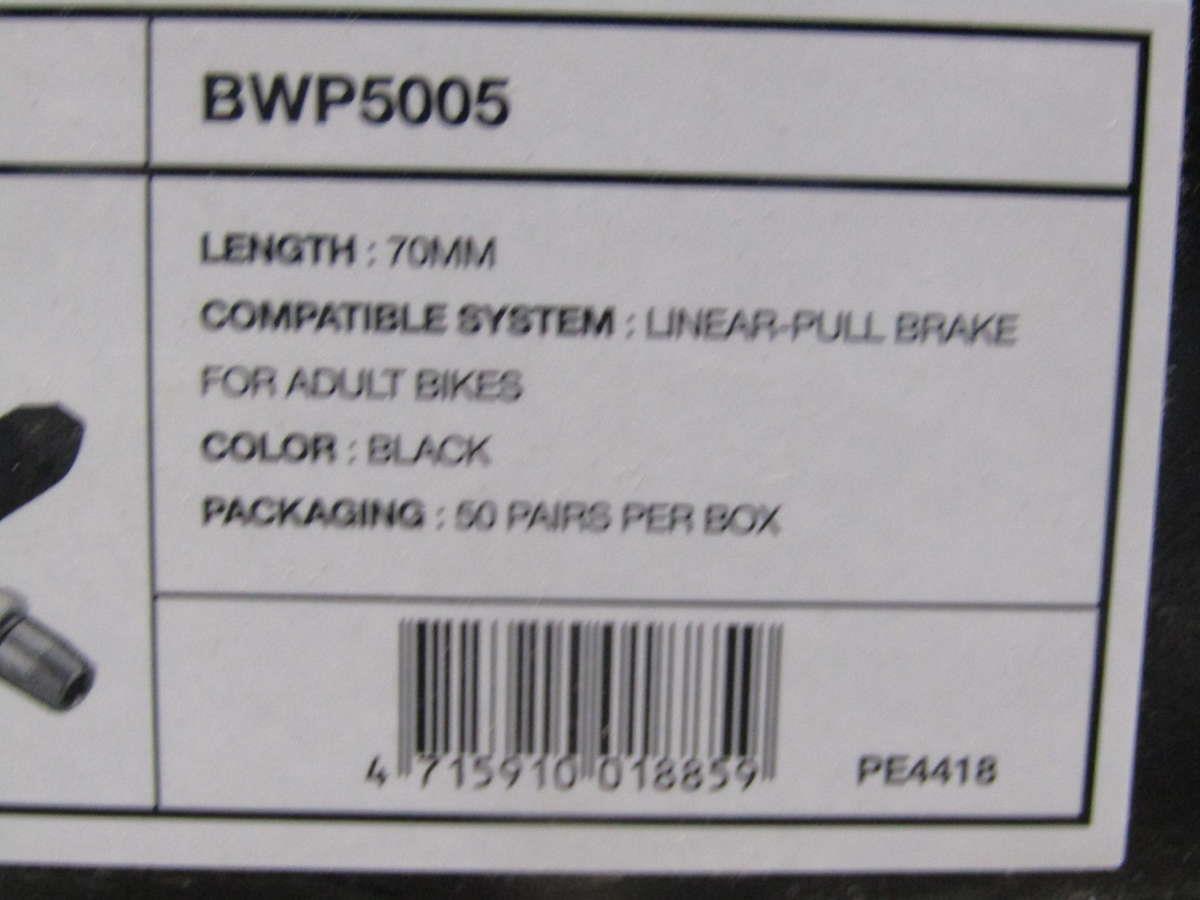 BWP5005
LENGTH : 70MM
COMPATIBLE SYSTEM : LINEAR-PULL BRAKE
FOR ADULT BIKES
COLOR : BLACK
PACKAGING : 50 PAIRS PER BOX
4 715910 018859
PE4418